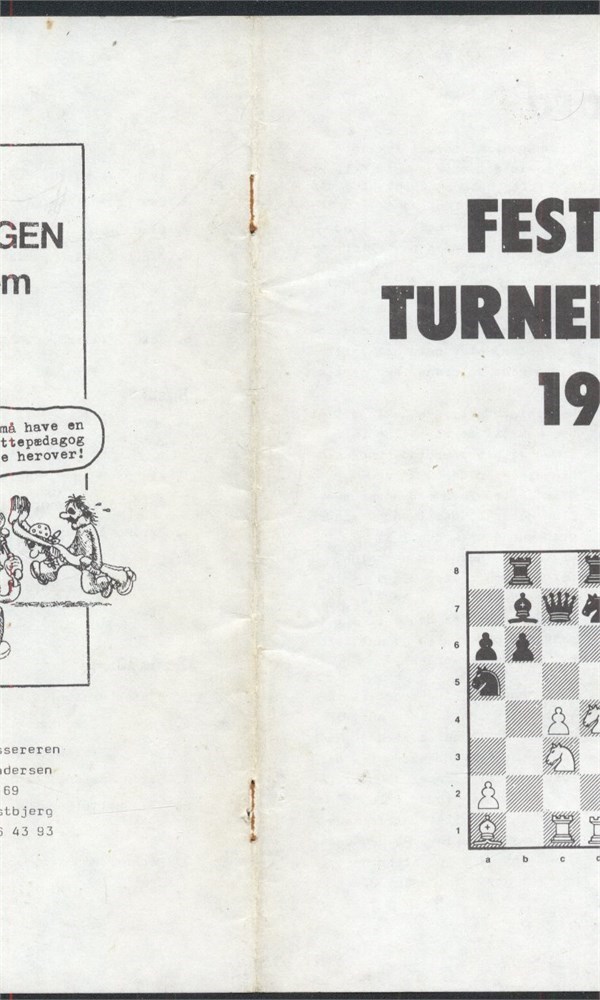 GEN
m
må have en
ttepædagog
e herover!
ssereren
ndersen
69
stbjerg
6 43 93
FEST
TURNE
19
8
7
6
5
4
3
2
1
a b c